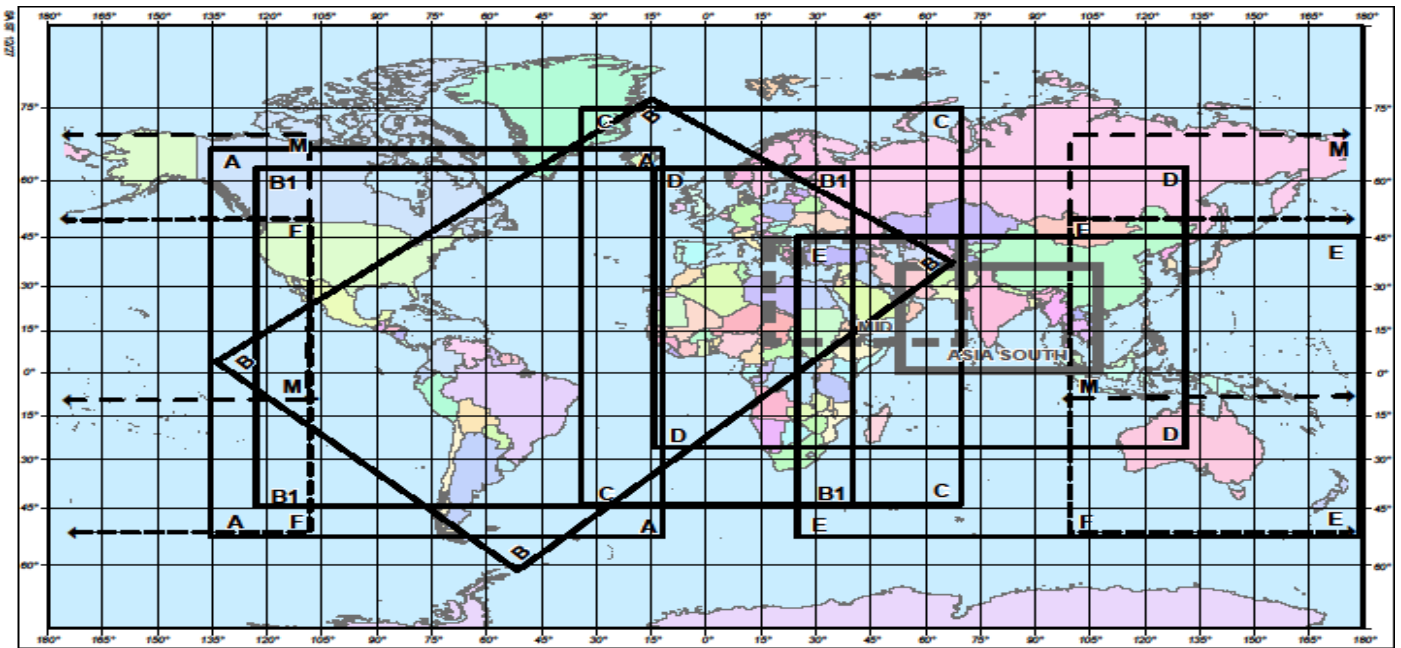 180° 165° 150° 135° 120° 105° 90° 75° 60° 45° 30° 15° 0° 15° 30° 45° 60° 75° 90° 105° 120° 135° 150° 165° 180°
75° C B C 75°
M M
A A
60° B1 D B1 D 60°
F F
45° E E 45°
B
30° 30°
15° MID 15°
B ASIA SOUTH
0° 0°
M M
15° 15°
D D
30° 30°
B1 C B1 C
45° 45°
A F A E F E
B
60° 60°
180° 165° 150° 135° 120° 105° 90° 75° 60° 45° 30° 15° 0° 15° 30° 45° 60° 75° 90° 105° 120° 135° 150° 165° 180°